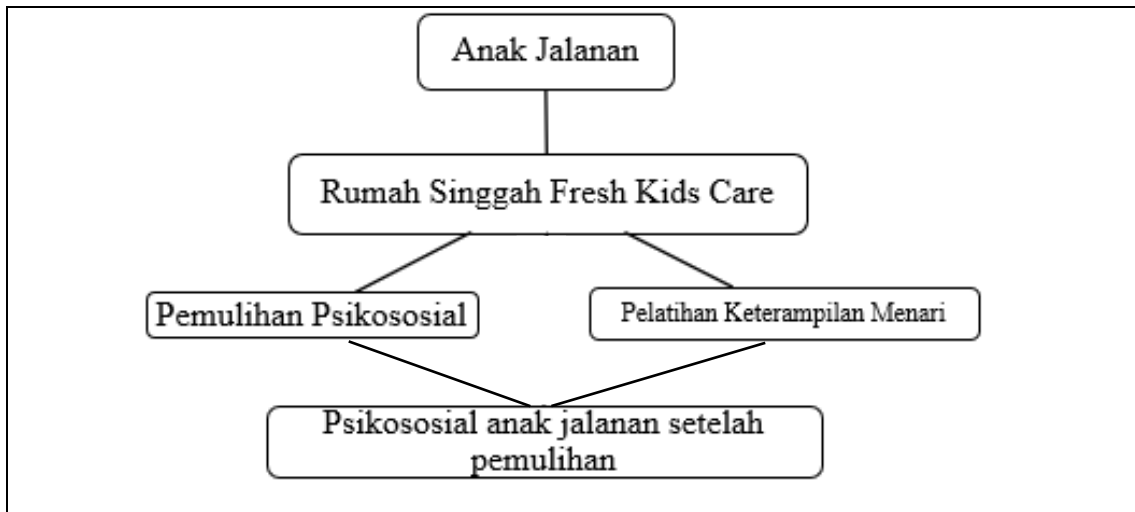 Anak Jalanan
Rumah Singgah Fresh Kids Care
Pemulihan Psikososial
Pelatihan Keterampilan Menari
Psikososial anak jalanan setelah
pemulihan